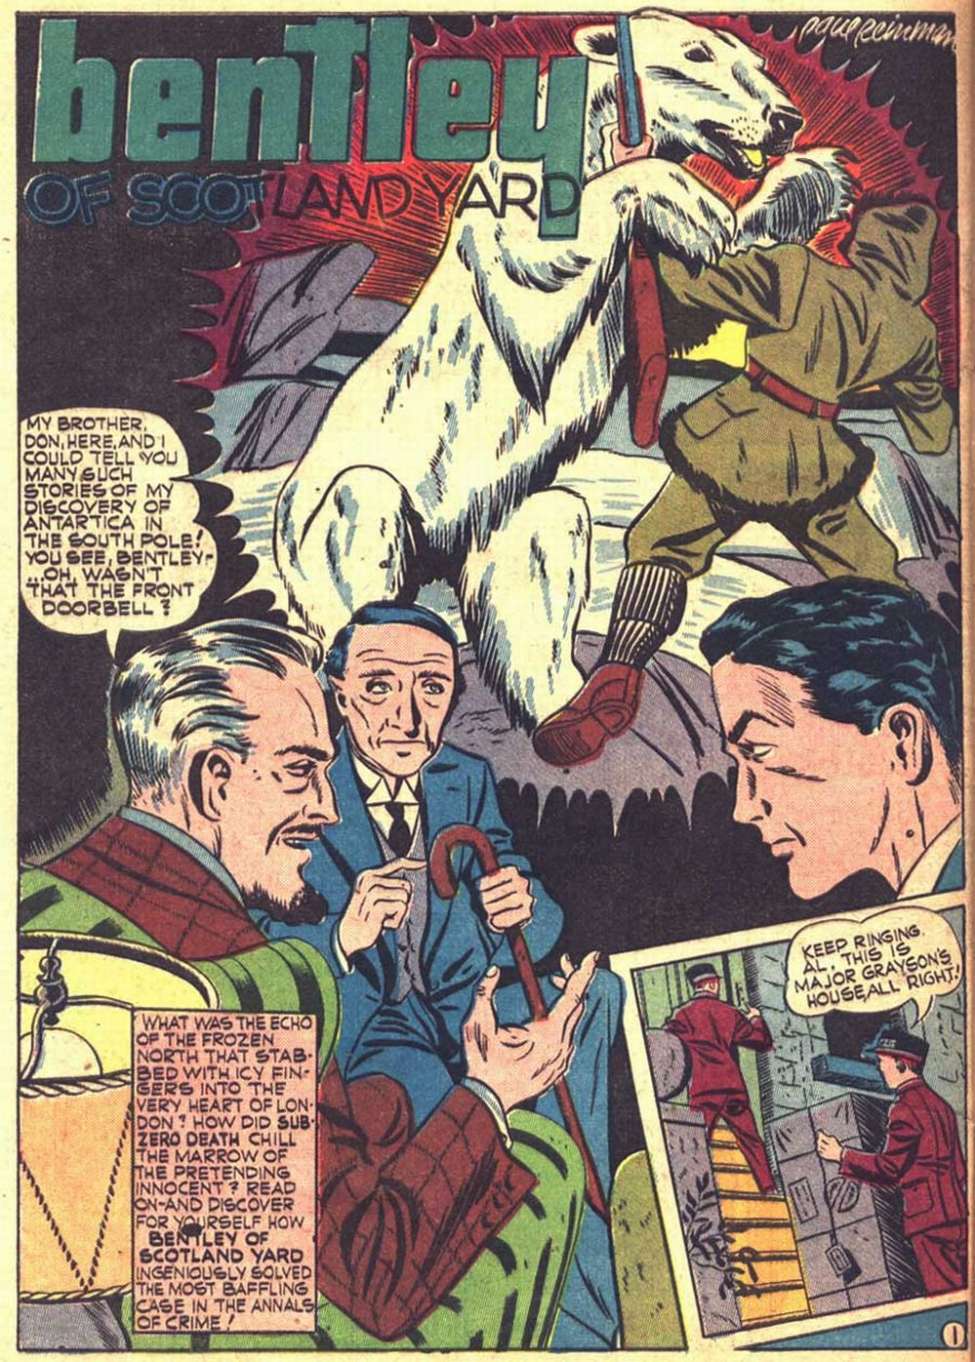 paul reinman
bentley
OF SCOTLAND YARD
MY BROTHER,
DON, HERE, AND I
COULD TELL YOU
MANY SUCH
STORIES OF MY
DISCOVERY OF
ANTARTICA IN
THE SOUTH POLE!
YOU SEE, BENTLEY-
...OH, WASN'T
THAT THE FRONT
DOORBELL?
WHAT WAS THE ECHO
OF THE FROZEN
NORTH THAT STAB-
BED WITH ICY FIN-
GERS INTO THE
VERY HEART OF LON-
DON? HOW DID SUB-
ZERO DEATH CHILL
THE MARROW OF
THE PRETENDING
INNOCENT? READ
ON-AND DISCOVER
FOR YOURSELF HOW
BENTLEY OF
SCOTLAND YARD
INGENIOUSLY SOLVED
THE MOST BAFFLING
CASE IN THE ANNALS
OF CRIME!
KEEP RINGING,
AL, THIS IS
MAJOR GRAYSON'S
HOUSE, ALL RIGHT!
1